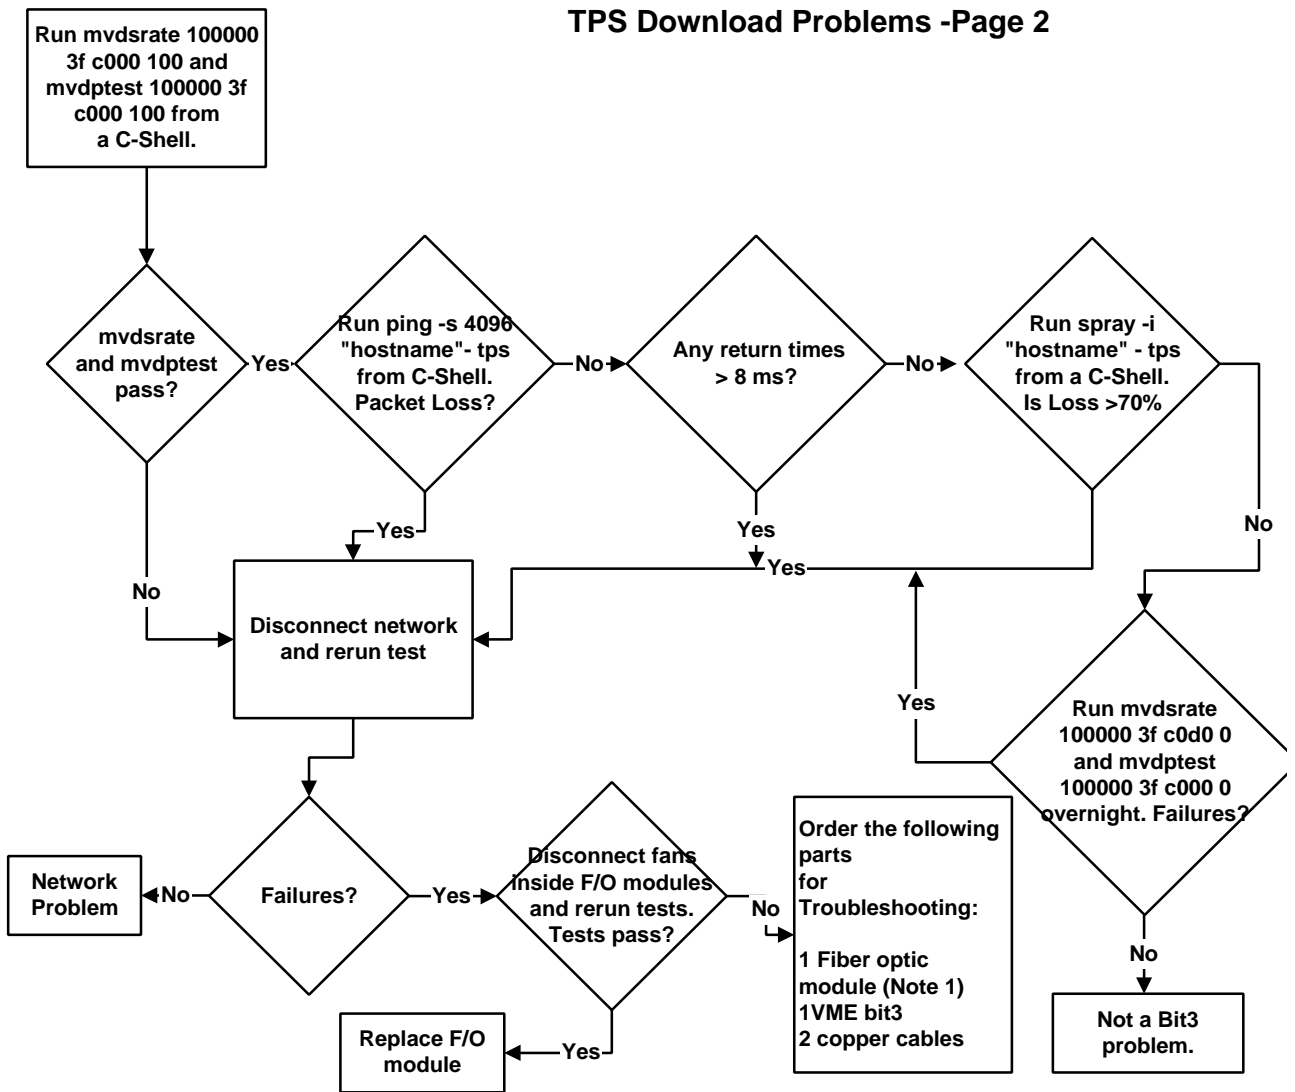 TPS Download Problems -Page 2
Run mvdsrate 100000
3f c000 100 and
mvdptest 100000 3f
c000 100 from
a C-Shell.
mvdsrate
and mvdptest
pass?
Yes
Run ping -s 4096
"hostname"- tps
from C-Shell.
Packet Loss?
No
Any return times
> 8 ms?
No
Run spray -i
"hostname" - tps
from a C-Shell.
Is Loss >70%
No
Yes
Yes
Yes
No
Disconnect network
and rerun test
Yes
Run mvdsrate
100000 3f c0d0 0
and mvdptest
100000 3f c000 0
overnight. Failures?
Network
Problem
No
Failures?
Yes
Disconnect fans
inside F/O modules
and rerun tests.
Tests pass?
No
Order the following
parts
for
Troubleshooting:
1 Fiber optic
module (Note 1)
1VME bit3
2 copper cables
No
Replace F/O
module
Yes
Not a Bit3
problem.